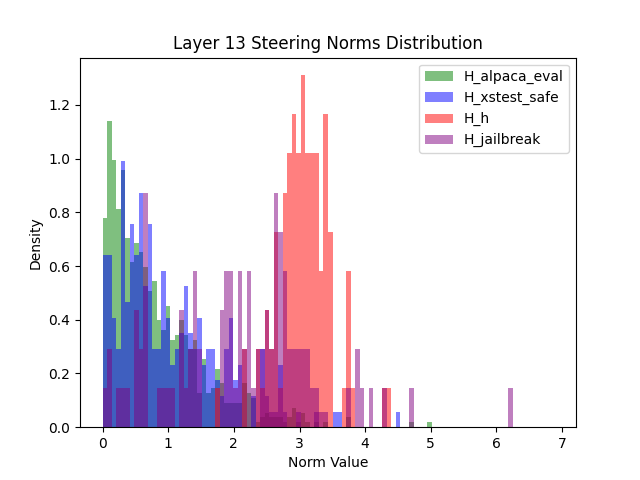 Layer 13 Steering Norms Distribution
H_alpaca_eval
H_xstest_safe
H_h
H_jailbreak
Density
1.2
1.0
0.8
0.6
0.4
0.2
0.0
0 1 2 3 4 5 6 7
Norm Value